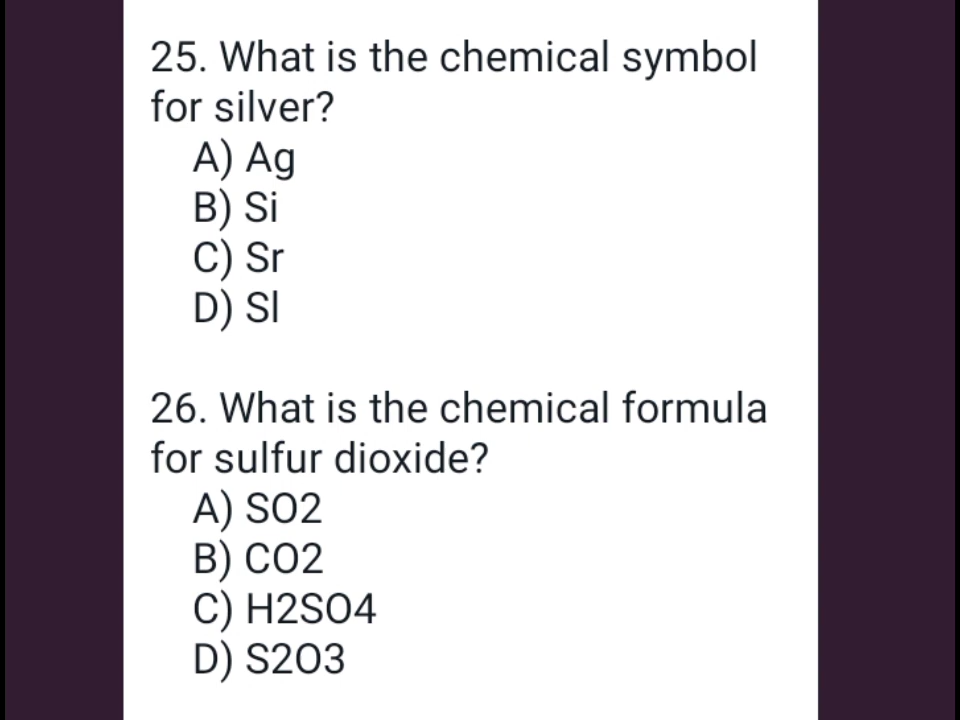 25. What is the chemical symbol
for silver?
A) Ag
B) Si
C) Sr
D) Sl
26. What is the chemical formula
for sulfur dioxide?
A) SO2
B) CO2
C) H2SO4
D) S2O3